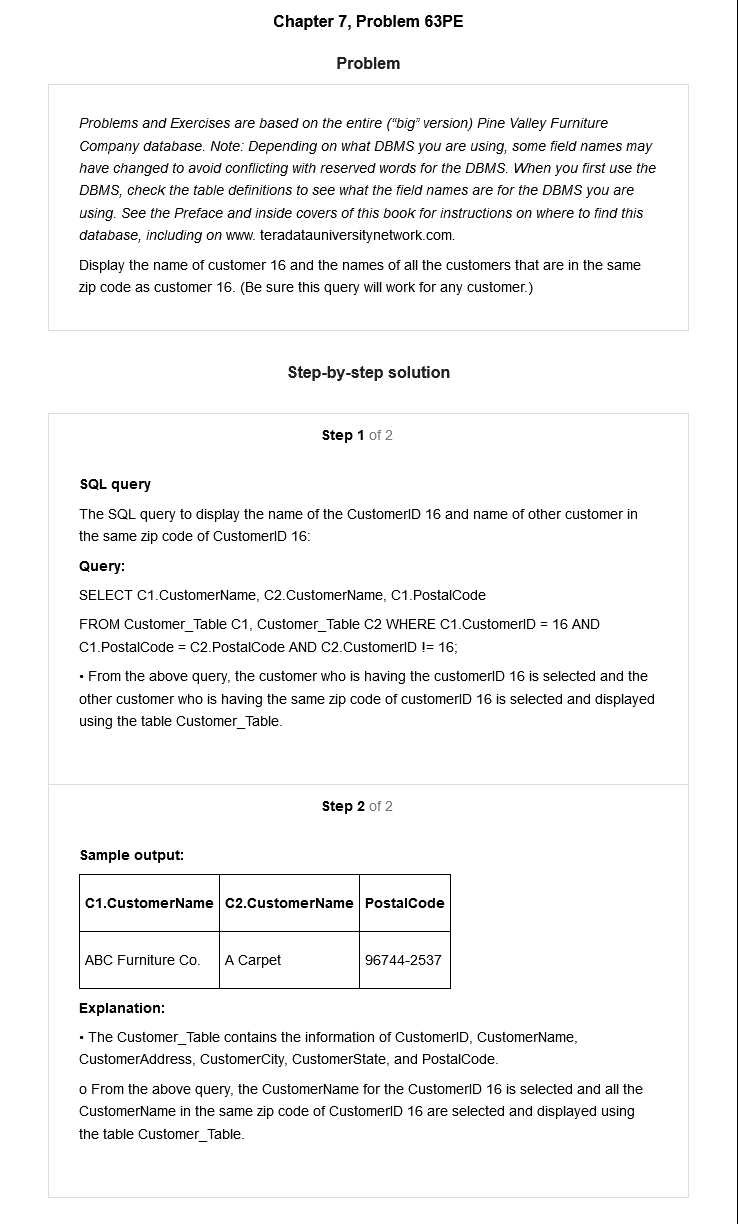 Chapter 7, Problem 63PE
Problem
Problems and Exercises are based on the entire (“big” version) Pine Valley Furniture
Company database. Note: Depending on what DBMS you are using, some field names may
have changed to avoid conflicting with reserved words for the DBMS. When you first use the
DBMS, check the table definitions to see what the field names are for the DBMS you are
using. See the Preface and inside covers of this book for instructions on where to find this
database, including on www. teradatauniversitynetwork.com.
Display the name of customer 16 and the names of all the customers that are in the same
zip code as customer 16. (Be sure this query will work for any customer.)
Step-by-step solution
Step 1 of 2
SQL query
The SQL query to display the name of the CustomerID 16 and name of other customer in
the same zip code of CustomerID 16:
Query:
SELECT C1.CustomerName, C2.CustomerName, C1.PostalCode
FROM Customer_Table C1, Customer_Table C2 WHERE C1.CustomerID = 16 AND
C1.PostalCode = C2.PostalCode AND C2.CustomerID != 16;
• From the above query, the customer who is having the customerID 16 is selected and the
other customer who is having the same zip code of customerID 16 is selected and displayed
using the table Customer_Table.
Step 2 of 2
Sample output:
C1.CustomerName C2.CustomerName PostalCode
ABC Furniture Co. A Carpet 96744-2537
Explanation:
• The Customer_Table contains the information of CustomerID, CustomerName,
CustomerAddress, CustomerCity, CustomerState, and PostalCode.
o From the above query, the CustomerName for the CustomerID 16 is selected and all the
CustomerName in the same zip code of CustomerID 16 are selected and displayed using
the table Customer_Table.